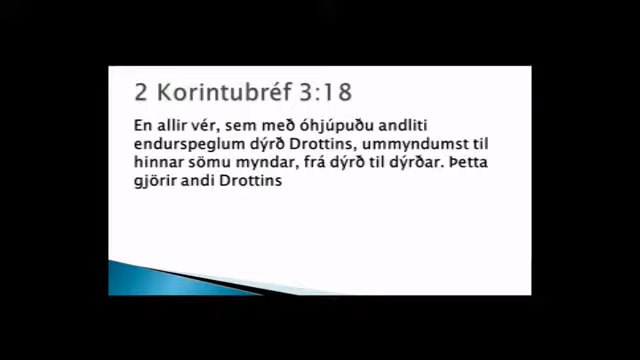 2 Korintubréf 3:18
En allir vér, sem með óhjúpuðu andliti
endurspeglum dýrð Drottins, ummyndumst til
hinnar sömu myndar, frá dýrð til dýrðar. Þetta
gjörir andi Drottins